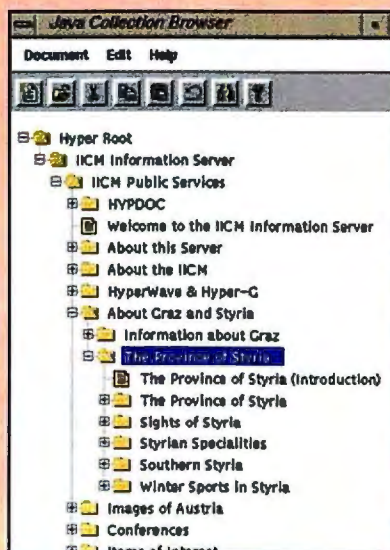 Java Collection Browser
Document Edit Help
Hyper Root
IICM Information Server
IICM Public Services
HYPDOC
Welcome to the IICM Information Server
About this Server
About the IICM
HyperWave & Hyper-G
About Graz and Styria
Information about Graz
The Province of Styria
The Province of Styria (Introduction)
The Province of Styria
Sights of Styria
Styrian Specialities
Southern Styria
Winter Sports in Styria
Images of Austria
Conferences
Items of Interest